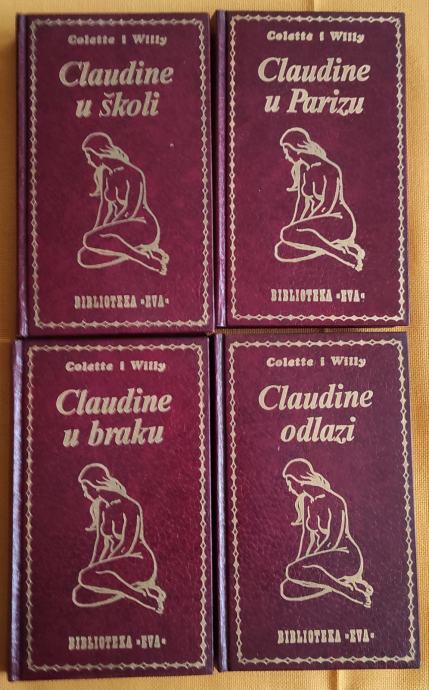 Colette i Willy
Claudine
u školi
BIBLIOTEKA »EVA«
Colette i Willy
Claudine
u Parizu
BIBLIOTEKA »EVA«
Colette i Willy
Claudine
u braku
BIBLIOTEKA »EVA«
Colette i Willy
Claudine
odlazi
BIBLIOTEKA »EVA«